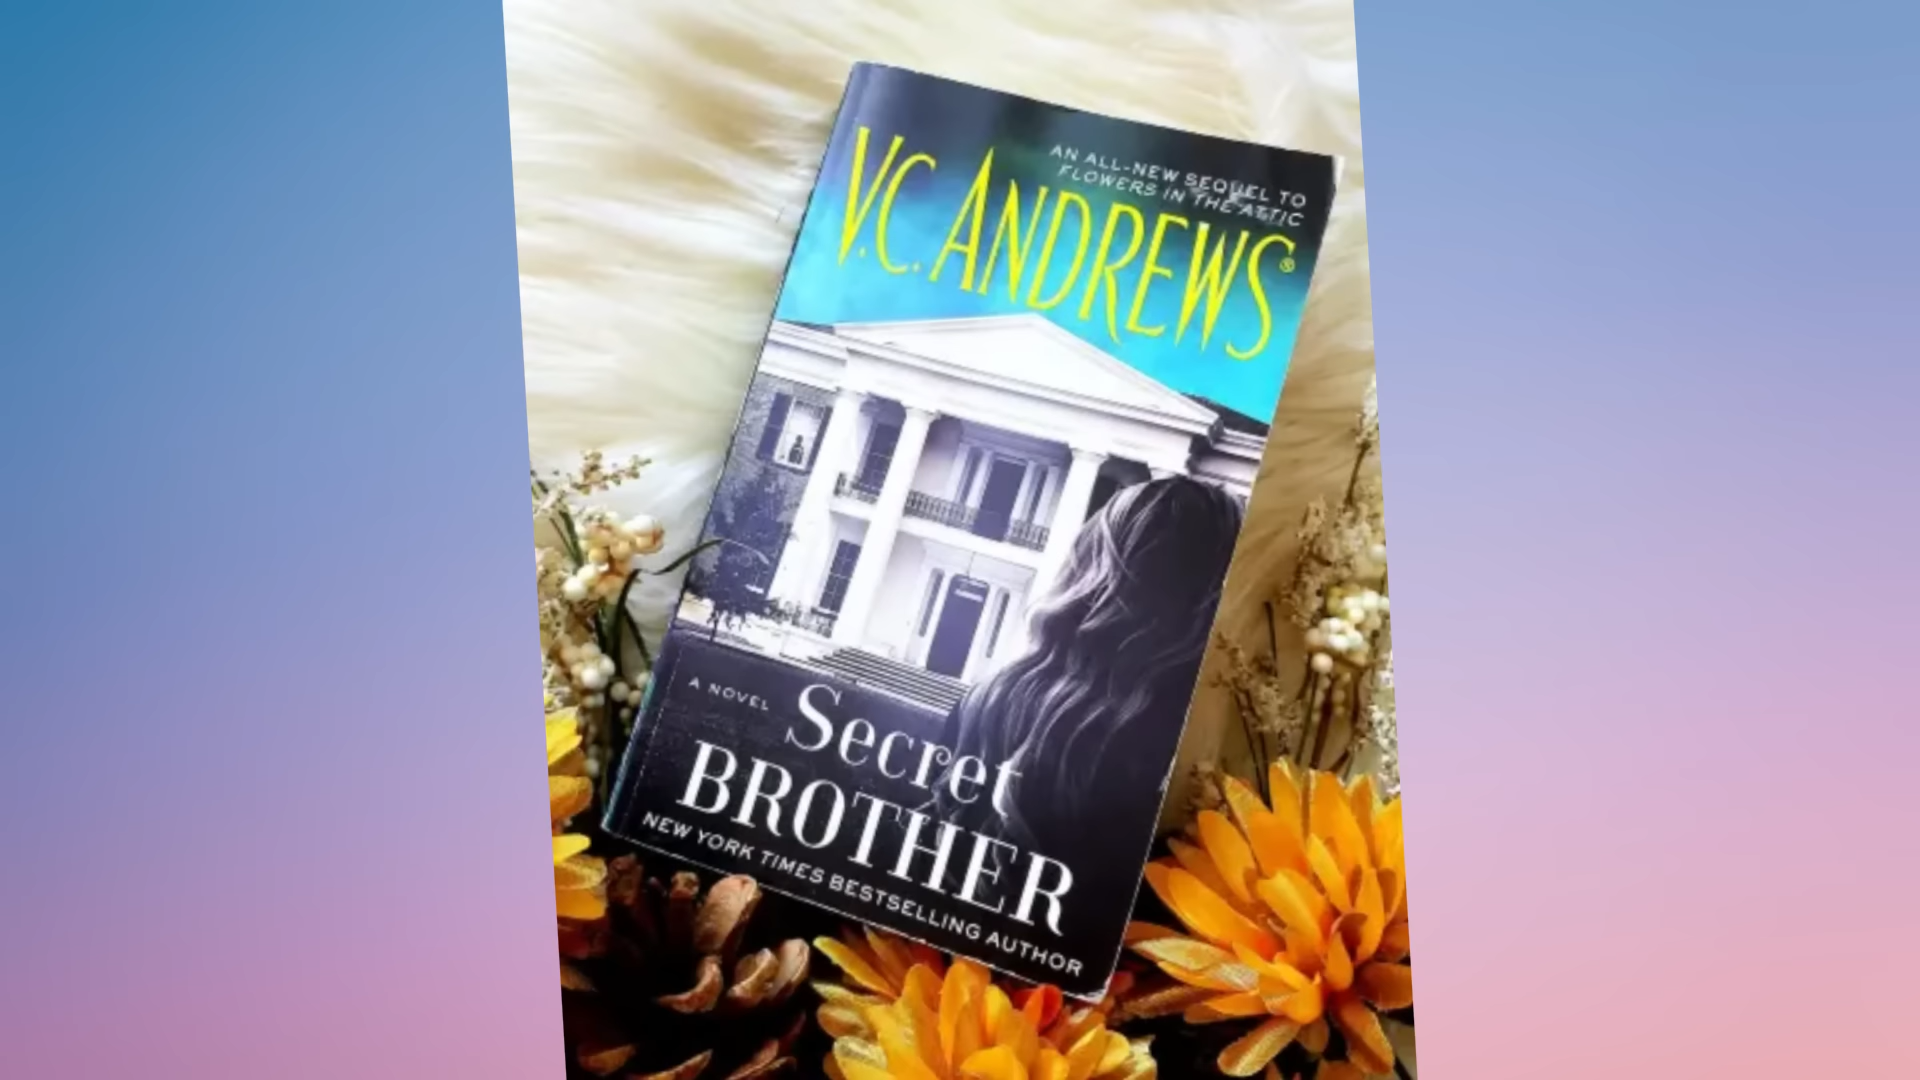 AN ALL-NEW SEQUEL TO
FLOWERS IN THE ATTIC
V.C. ANDREWS®
A NOVEL
Secret
BROTHER
NEW YORK TIMES BESTSELLING AUTHOR